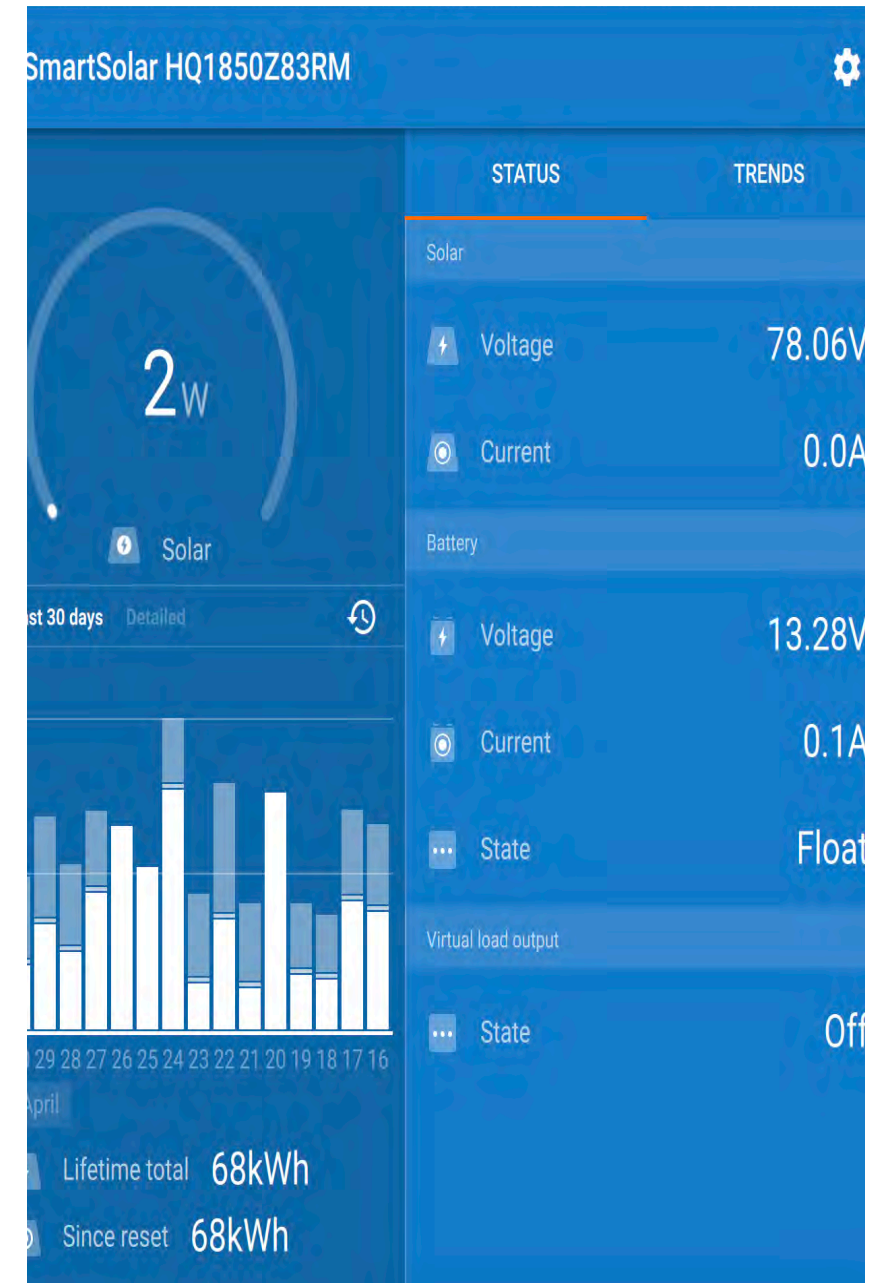 SmartSolar HQ1850Z83RM
STATUS TRENDS
2W
Solar
30 days Detailed
29 28 27 26 25 24 23 22 21 20 19 18 17 16
April
Lifetime total 68kWh
Since reset 68kWh
Solar
Voltage 78.06V
Current 0.0A
Battery
Voltage 13.28V
Current 0.1A
State Float
Virtual load output
State Off